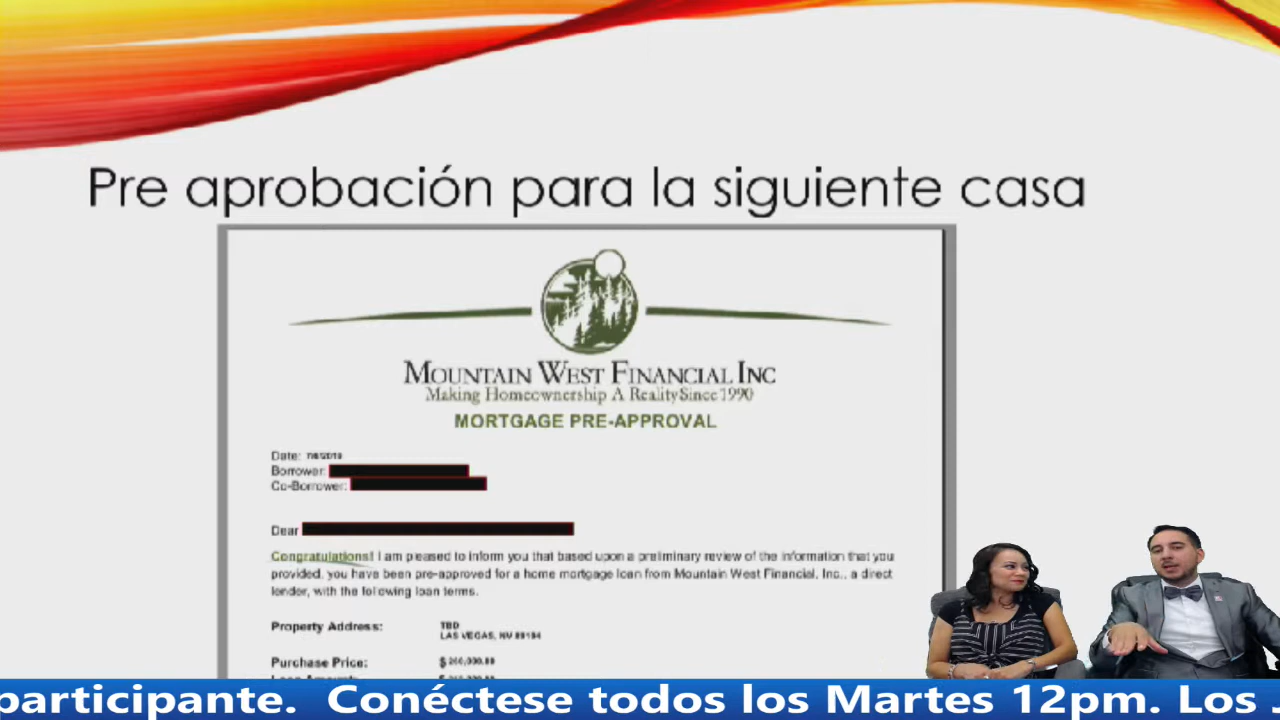 Pre aprobación para la siguiente casa
MOUNTAIN WEST FINANCIAL INC
Making Homeownership A Reality Since 1990
MORTGAGE PRE-APPROVAL
Date:
Borrower:
Co-Borrower:
Dear
Congratulations! I am pleased to inform you that based upon a preliminary review of the information that you
provided, you have been pre-approved for a home mortgage loan from Mountain West Financial, Inc., a direct
lender, with the following loan terms.
Property Address: TBD
LAS VEGAS, NV
Purchase Price:
participante. Conéctese todos los Martes 12pm. Los